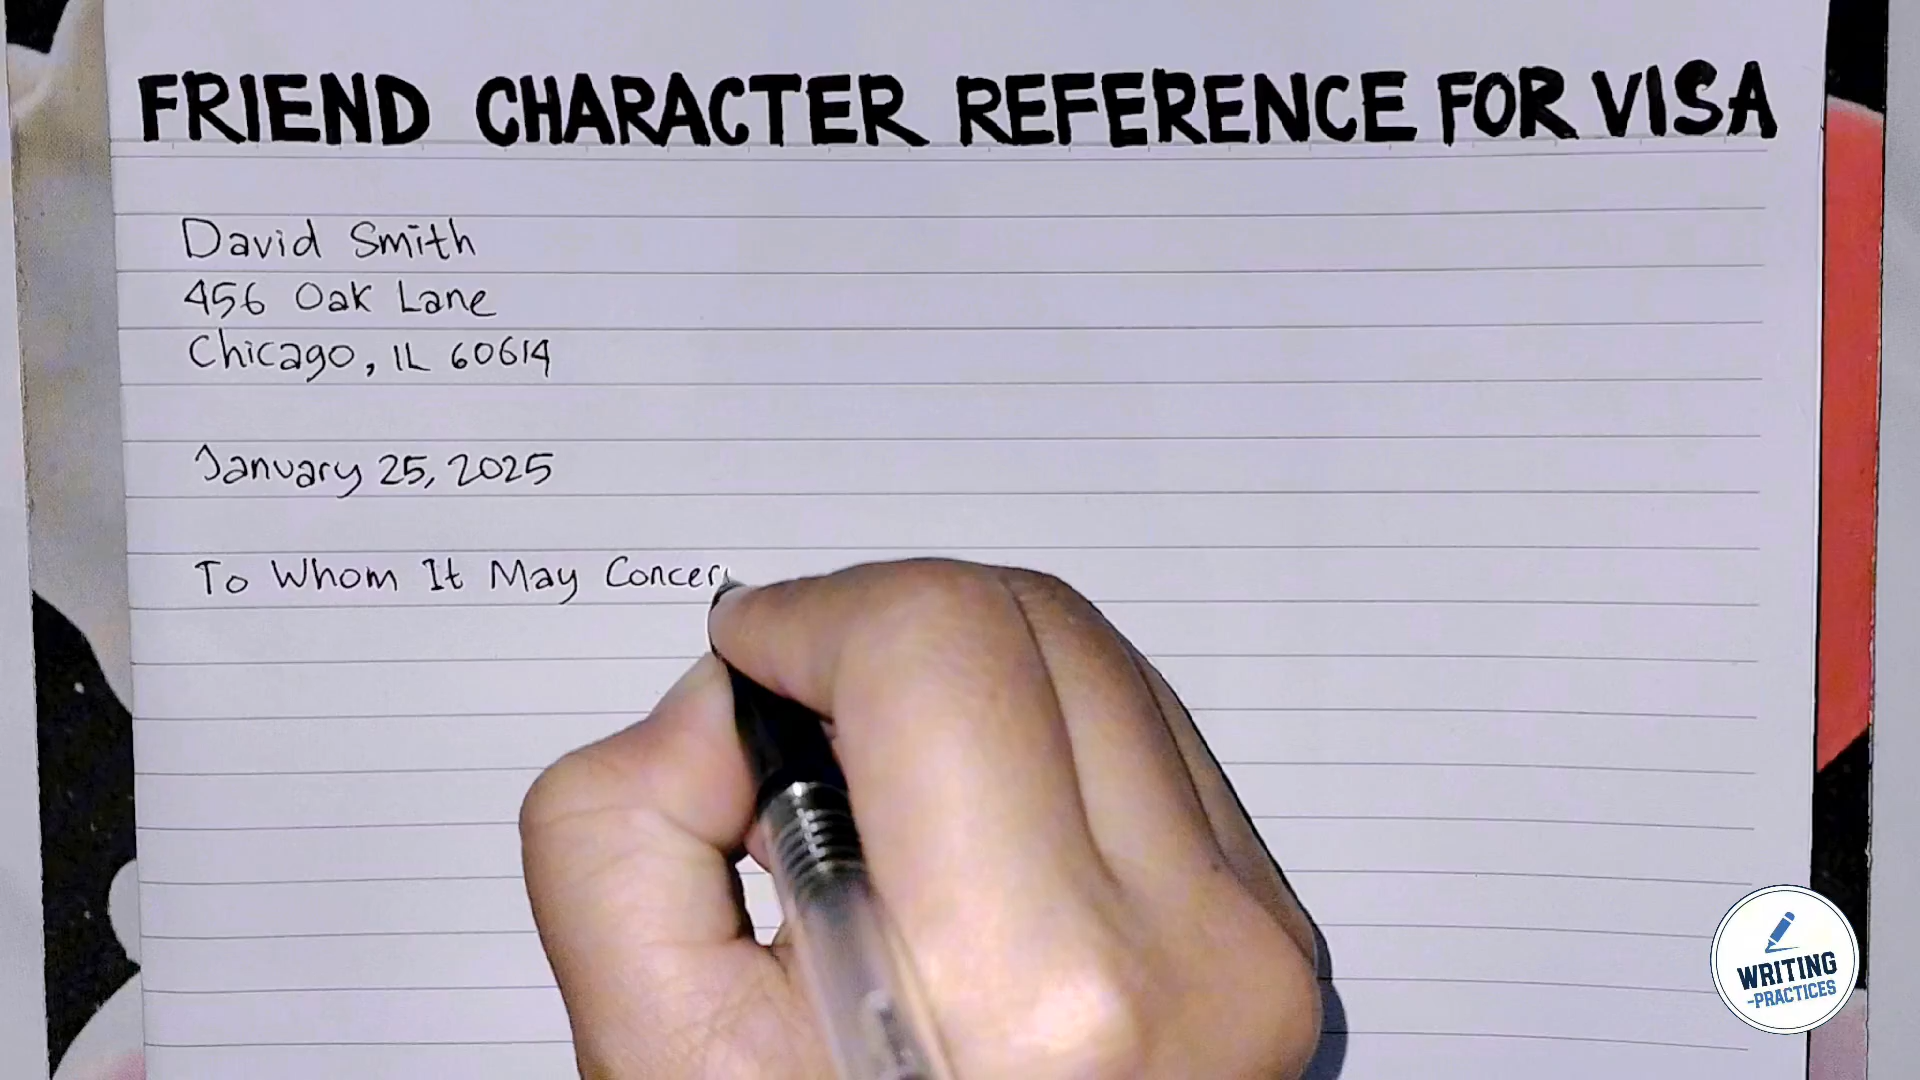 FRIEND CHARACTER REFERENCE FOR VISA
David Smith
456 Oak Lane
Chicago, IL 60614
January 25, 2025
To Whom It May Concer
WRITING
-PRACTICES